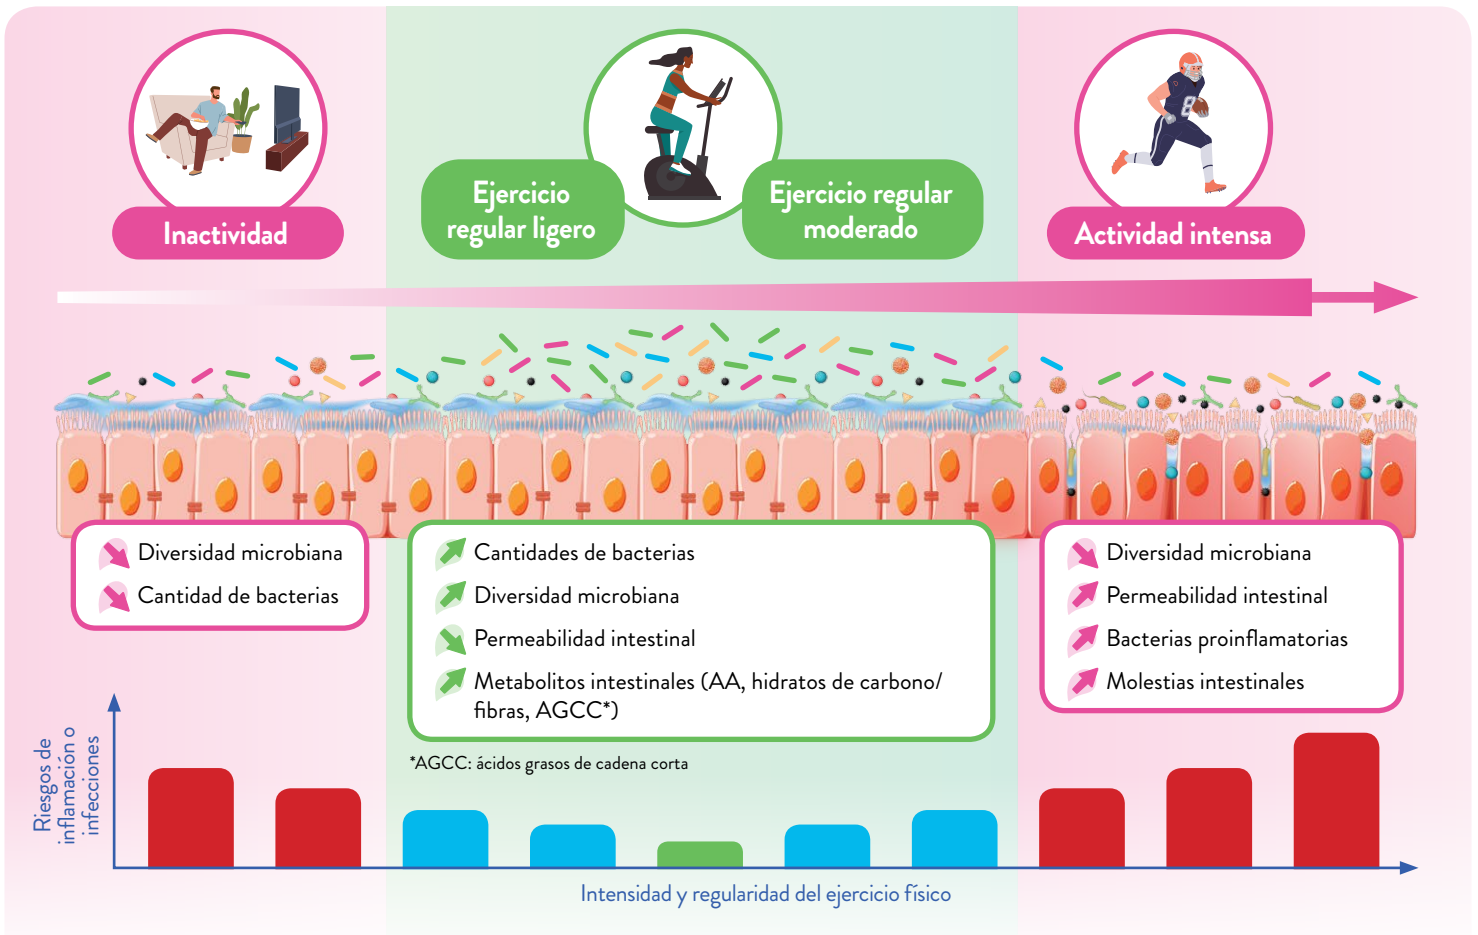 Inactividad
Ejercicio
regular ligero
Ejercicio regular
moderado
8
Actividad intensa
Diversidad microbiana
Cantidad de bacterias
Cantidades de bacterias
Diversidad microbiana
Permeabilidad intestinal
Metabolitos intestinales (AA, hidratos de carbono/
fibras, AGCC*)
*AGCC: ácidos grasos de cadena corta
Diversidad microbiana
Permeabilidad intestinal
Bacterias proinflamatorias
Molestias intestinales
Riesgos de
inflamación o
infecciones
Intensidad y regularidad del ejercicio físico